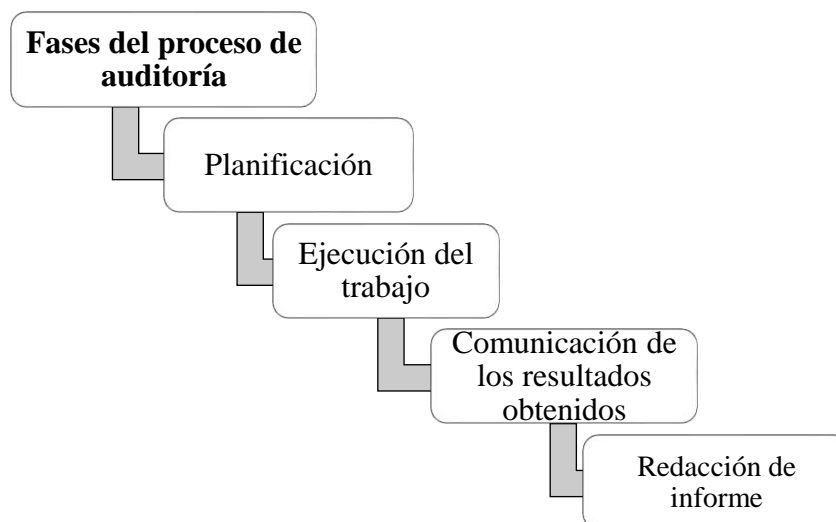 Fases del proceso de
auditoría
Planificación
Ejecución del
trabajo
Comunicación de
los resultados
obtenidos
Redacción de
informe